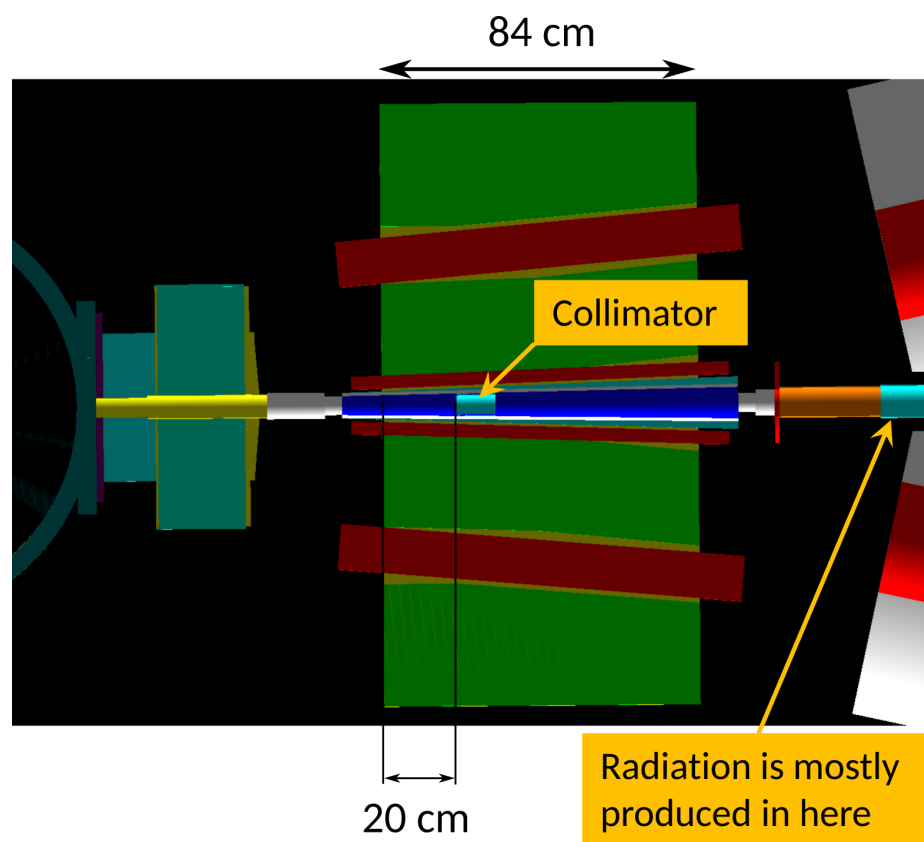 84 cm
Collimator
20 cm
Radiation is mostly
produced in here